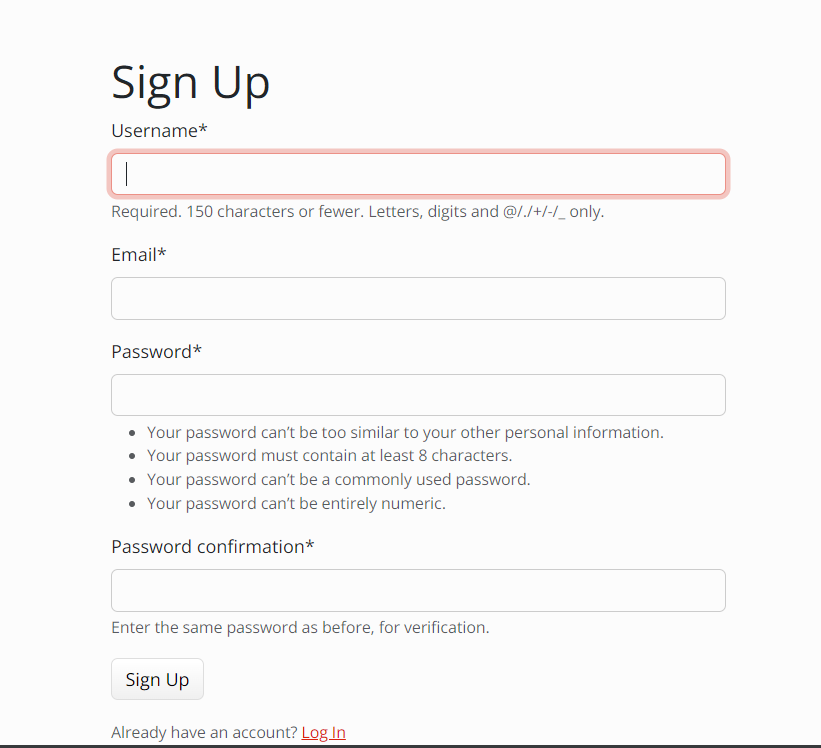 Sign Up
Username*
Required. 150 characters or fewer. Letters, digits and @/./+/-/_ only.
Email*
Password*
Your password can’t be too similar to your other personal information.
Your password must contain at least 8 characters.
Your password can’t be a commonly used password.
Your password can’t be entirely numeric.
Password confirmation*
Enter the same password as before, for verification.
Sign Up
Already have an account? Log In